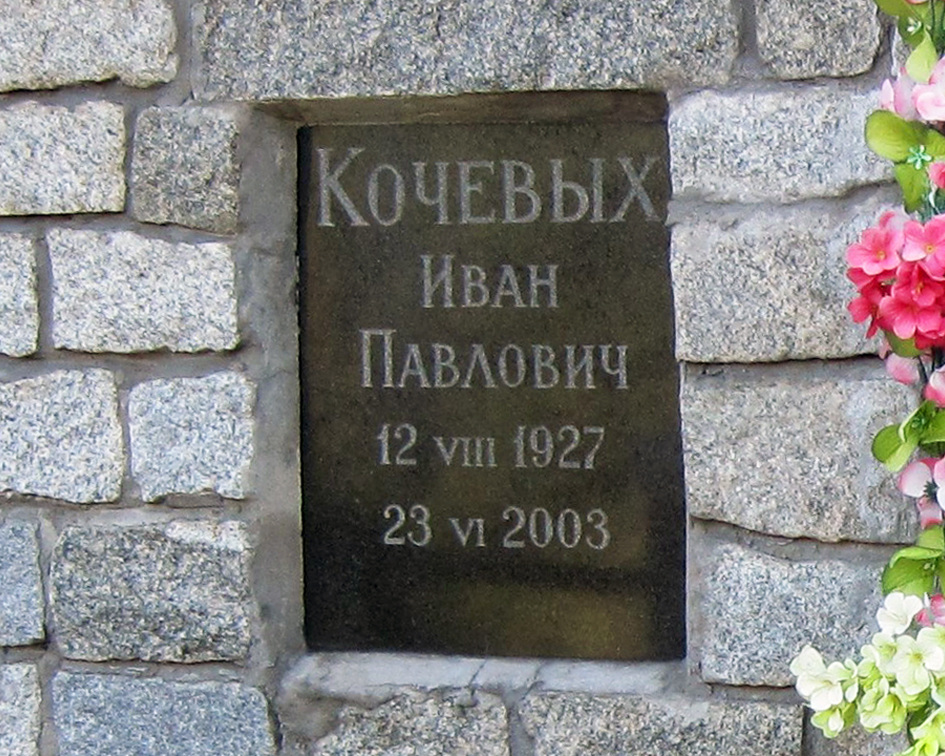 Кочевых
Иван
Павлович
12 VIII 1927
23 VI 2003